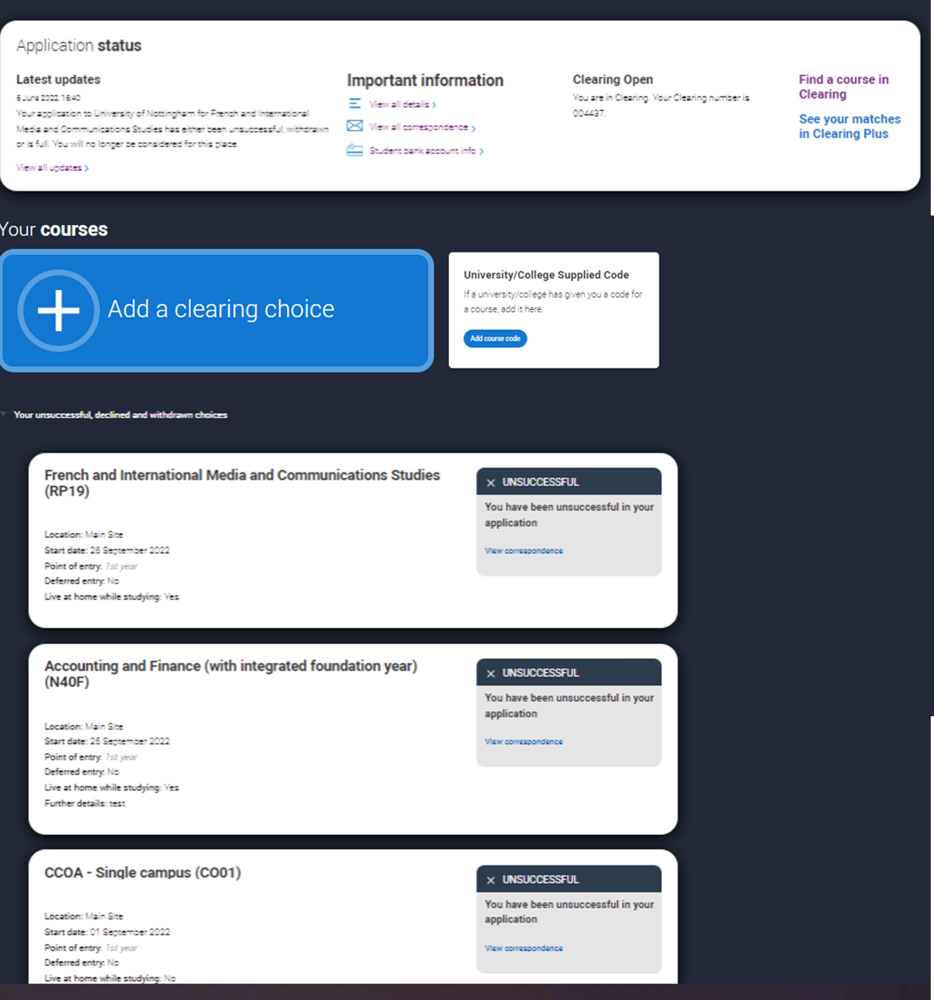 Application status
Latest updates
6 June 2022, 16:40
Your application to University of Nottingham for French and International
Media and Communications Studies has either been unsuccessful, withdrawn
or is full. You will no longer be considered for this place.
View all updates
Important information
View all details
View all correspondence
Student bank account info
Clearing Open
You are in Clearing. Your Clearing number is
004437.
Find a course in
Clearing
See your matches
in Clearing Plus
Your courses
Add a clearing choice
University/College Supplied Code
If a university/college has given you a code for
a course, add it here.
Add course code
Your unsuccessful, declined and withdrawn choices
French and International Media and Communications Studies
(RP19)
Location: Main Site
Start date: 26 September 2022
Point of entry: 1st year
Deferred entry: No
Live at home while studying: Yes
UNSUCCESSFUL
You have been unsuccessful in your
application
View correspondence
Accounting and Finance (with integrated foundation year)
(N40F)
Location: Main Site
Start date: 26 September 2022
Point of entry: 1st year
Deferred entry: No
Live at home while studying: Yes
Further details: test
UNSUCCESSFUL
You have been unsuccessful in your
application
View correspondence
CCOA - Single campus (CO01)
Location: Main Site
Start date: 01 September 2022
Point of entry: 1st year
Deferred entry: No
Live at home while studying: No
UNSUCCESSFUL
You have been unsuccessful in your
application
View correspondence